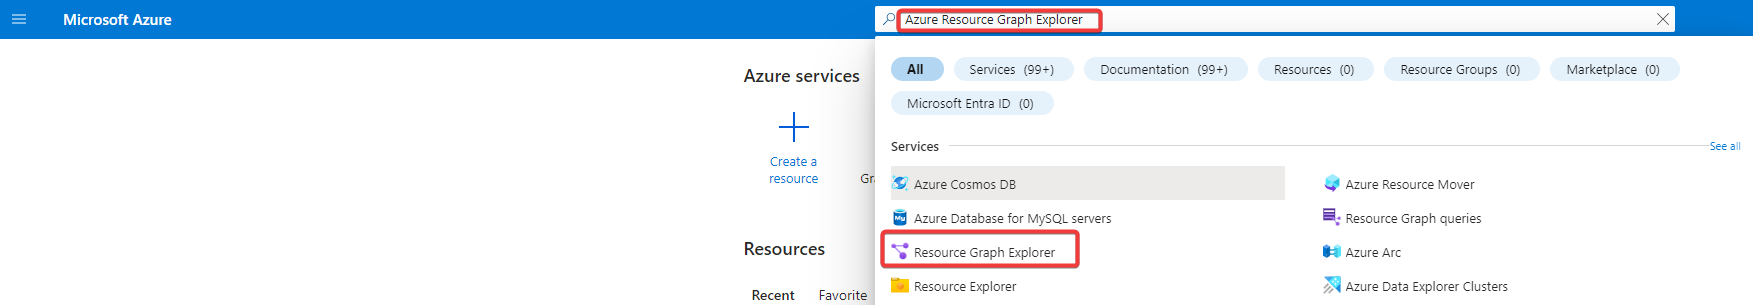 Microsoft Azure
Azure Resource Graph Explorer
All
Services (99+)
Documentation (99+)
Resources (0)
Resource Groups (0)
Marketplace (0)
Microsoft Entra ID (0)
Azure services
Create a
resource
Gr
Resources
Recent Favorite
Services
See all
Azure Cosmos DB
Azure Database for MySQL servers
Resource Graph Explorer
Resource Explorer
Azure Resource Mover
Resource Graph queries
Azure Arc
Azure Data Explorer Clusters